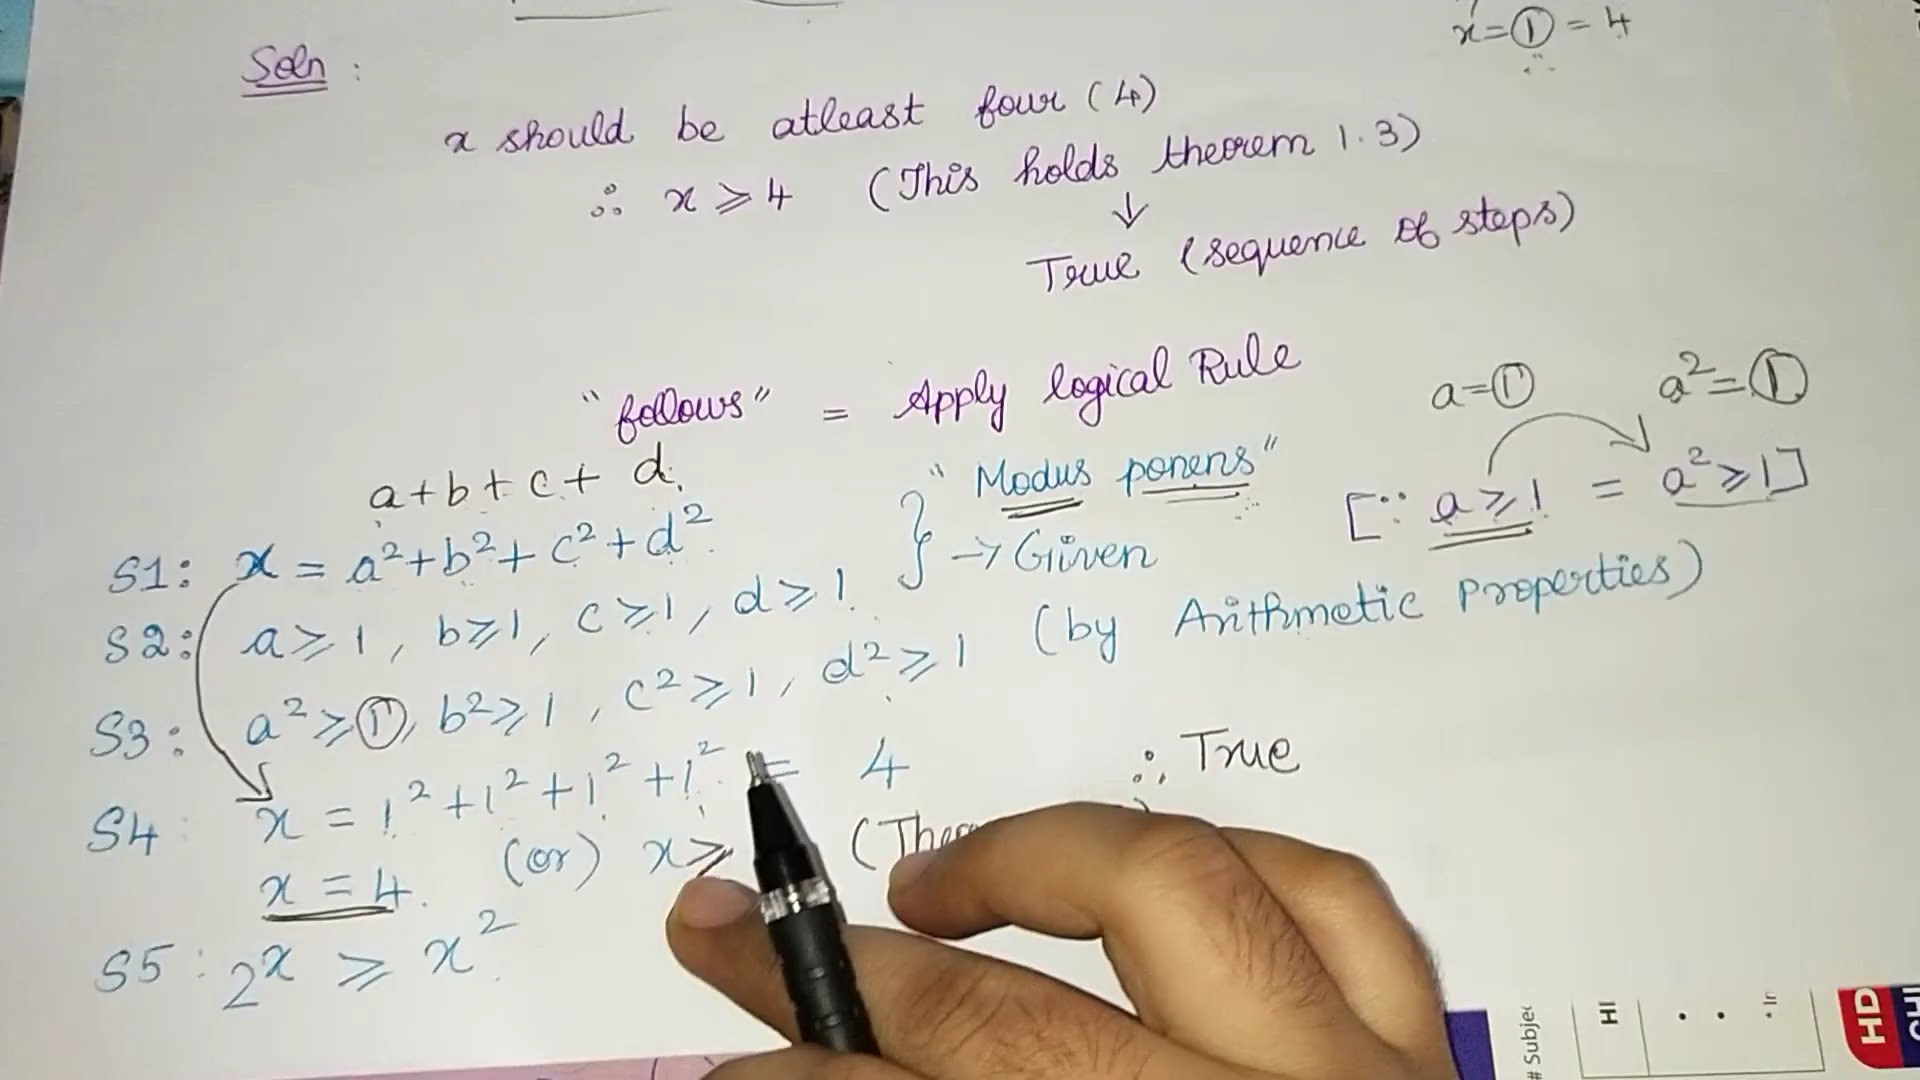 x = 1 = 4
Soln :
x should be atleast four (4)
∴ x ≥ 4 (This holds theorem 1.3)
↓
True (sequence of steps)
"follows" = Apply logical Rule
a = 1 a² = 1
a + b + c + d.
"Modus ponens"
[∵ a ≥ 1 = a² ≥ 1]
S1: x = a² + b² + c² + d²
} → Given
S2: a ≥ 1, b ≥ 1, c ≥ 1, d ≥ 1
S3: a² ≥ 1, b² ≥ 1, c² ≥ 1, d² ≥ 1 (by Arithmetic properties)
S4: x = 1² + 1² + 1² + 1² = 4 ∴ True
x = 4. (or) x ≥
S5: 2ˣ ≥ x²
# Subjec
HI
HD